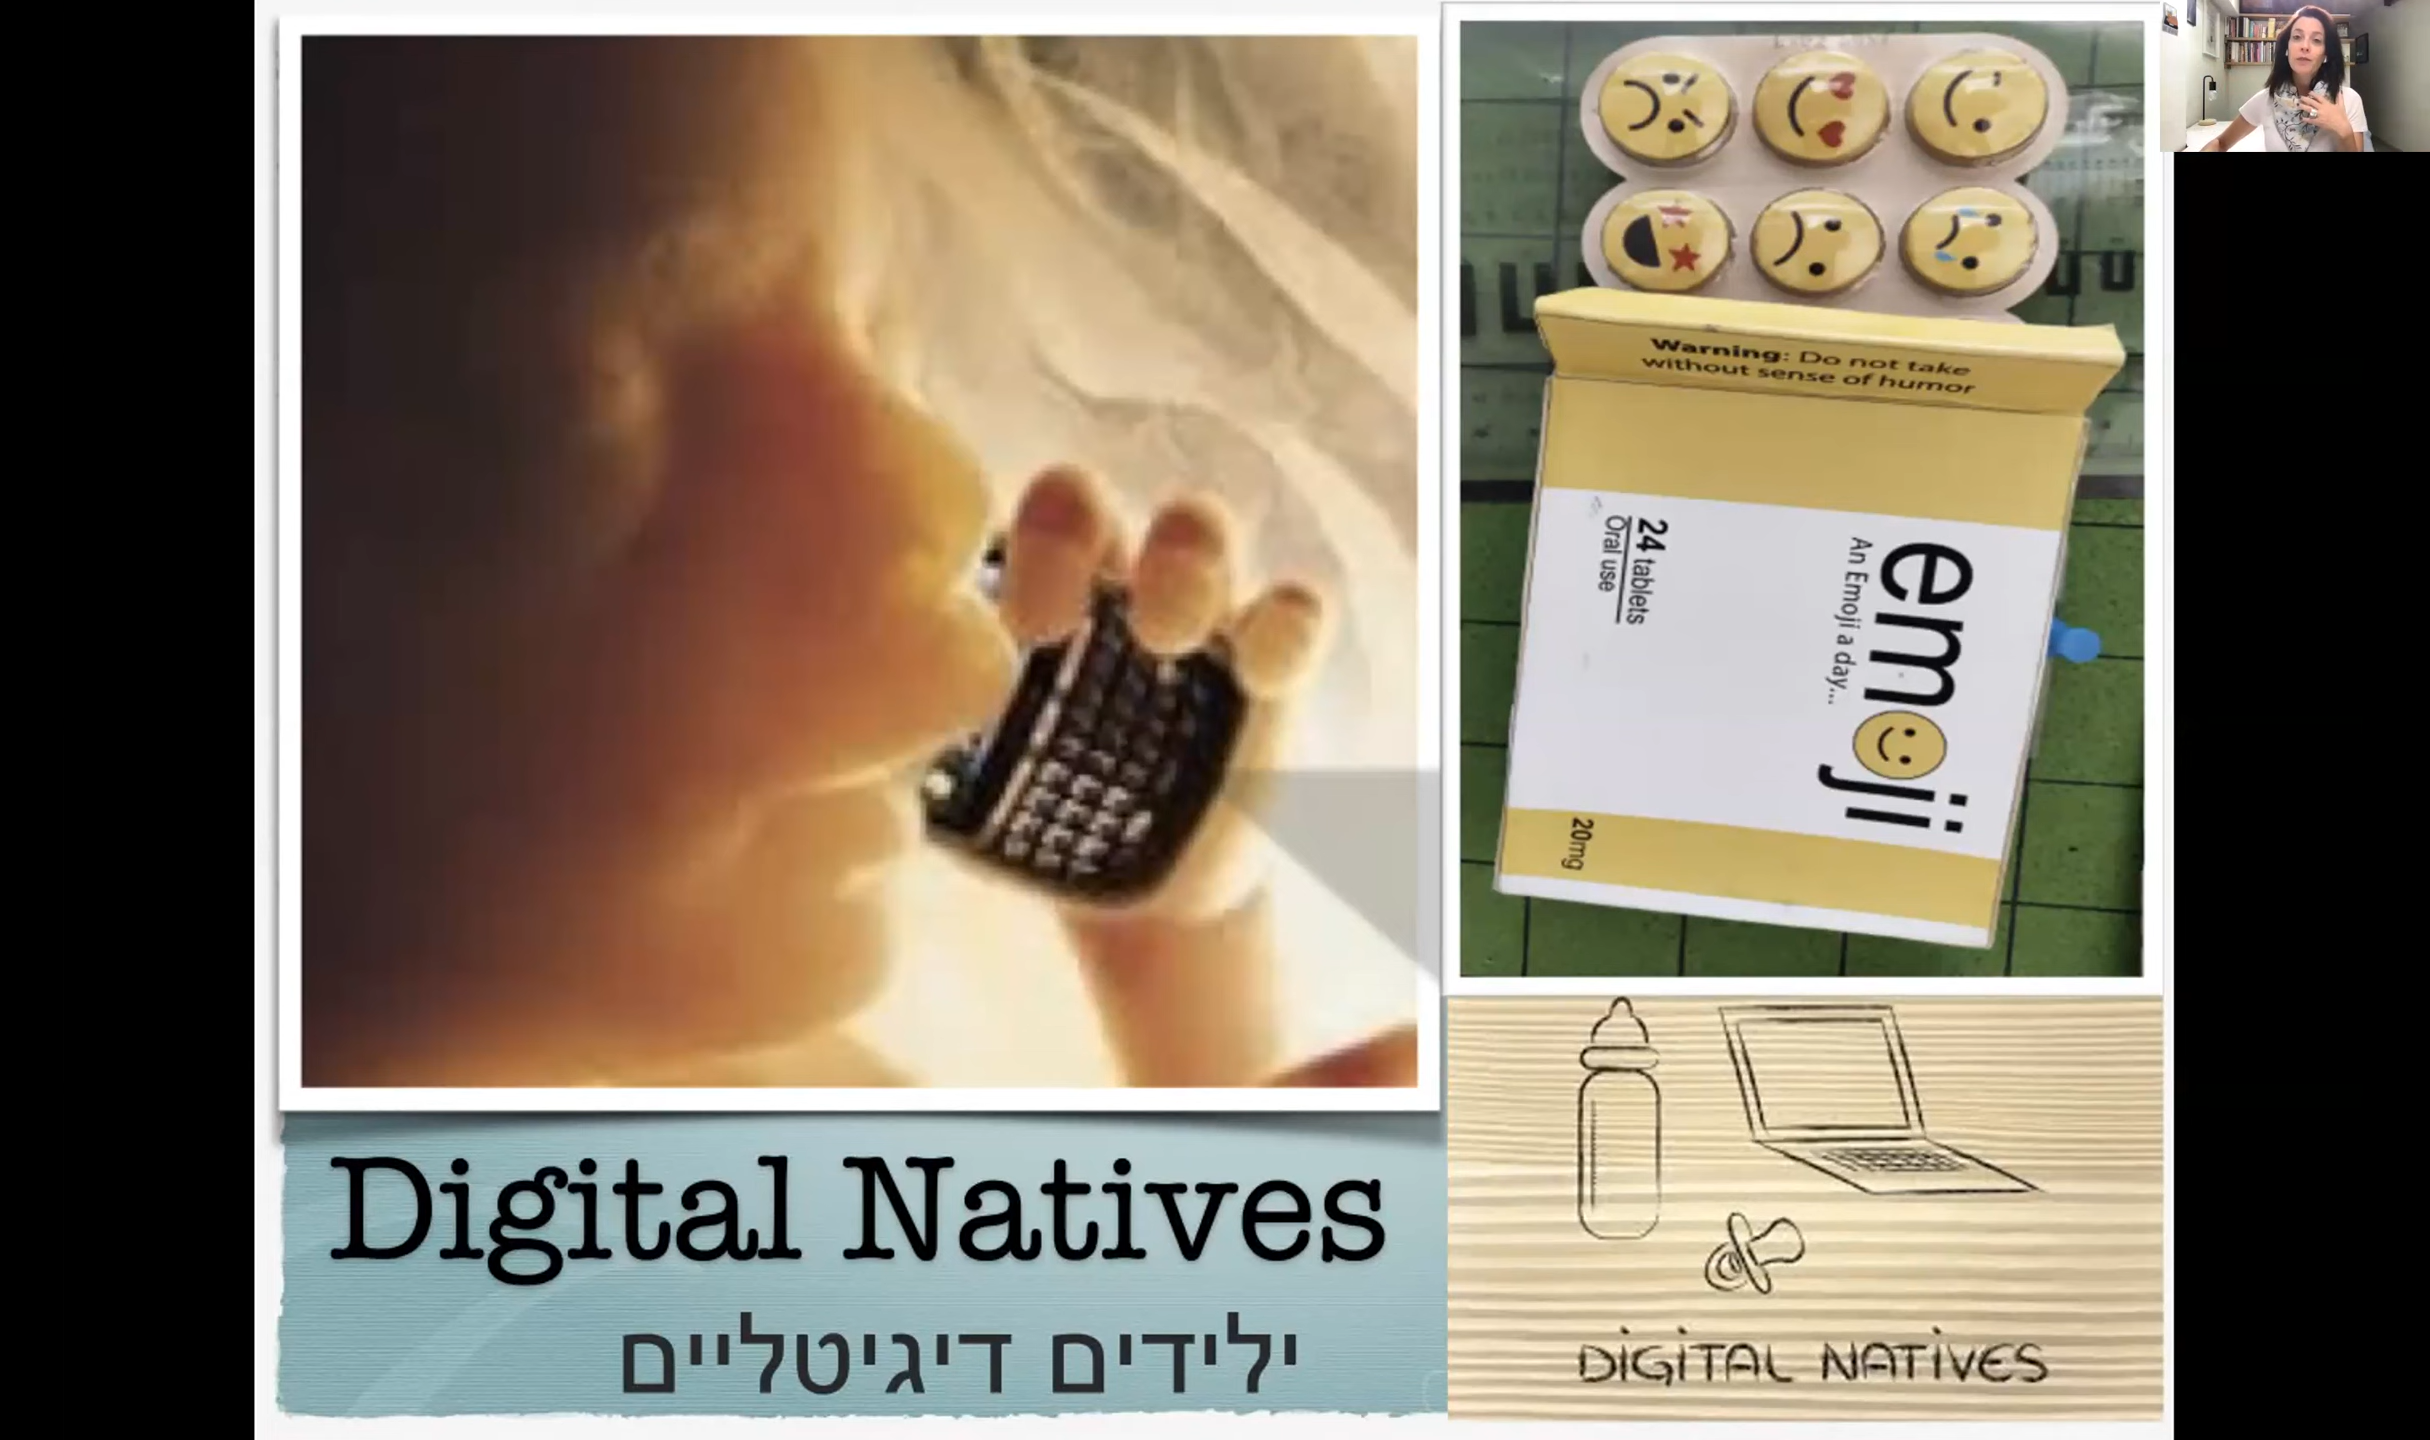 Digital Natives
ילידים דיגיטליים
Warning: Do not take
without sense of humor
emoji
An Emoji a day...
24 tablets
Oral use
20mg
DIGITAL NATIVES